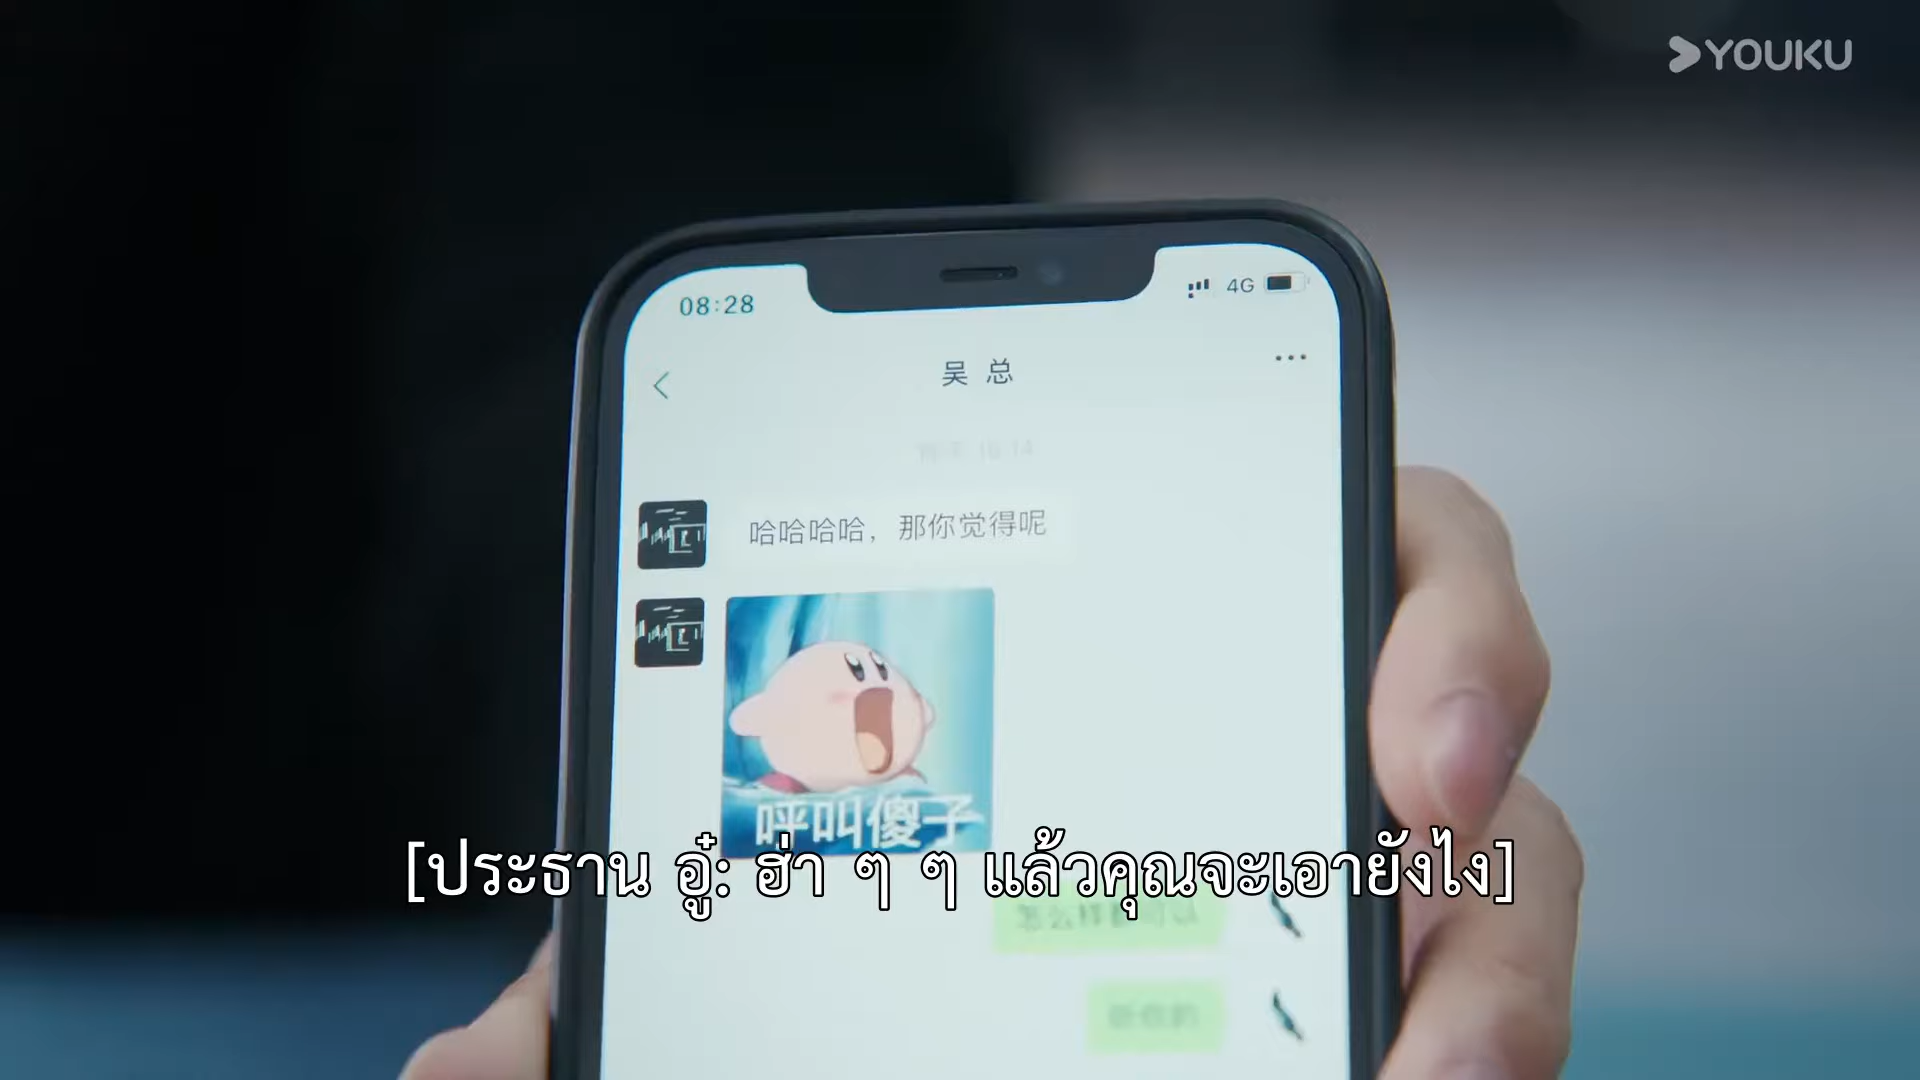 YOUKU
08:28
4G
吴 总
哈哈哈哈，那你觉得呢
呼叫傻子
[ประธาน อู๋: ฮ่า ๆ ๆ แล้วคุณจะเอายังไง]